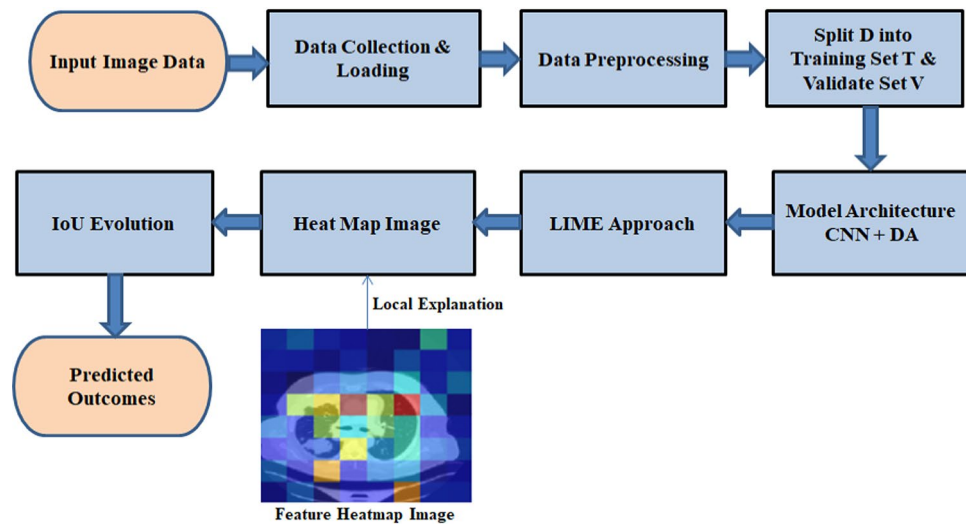 Input Image Data
Data Collection &
Loading
Data Preprocessing
Split D into
Training Set T &
Validate Set V
Model Architecture
CNN + DA
LIME Approach
Heat Map Image
IoU Evolution
Local Explanation
Predicted
Outcomes
Feature Heatmap Image